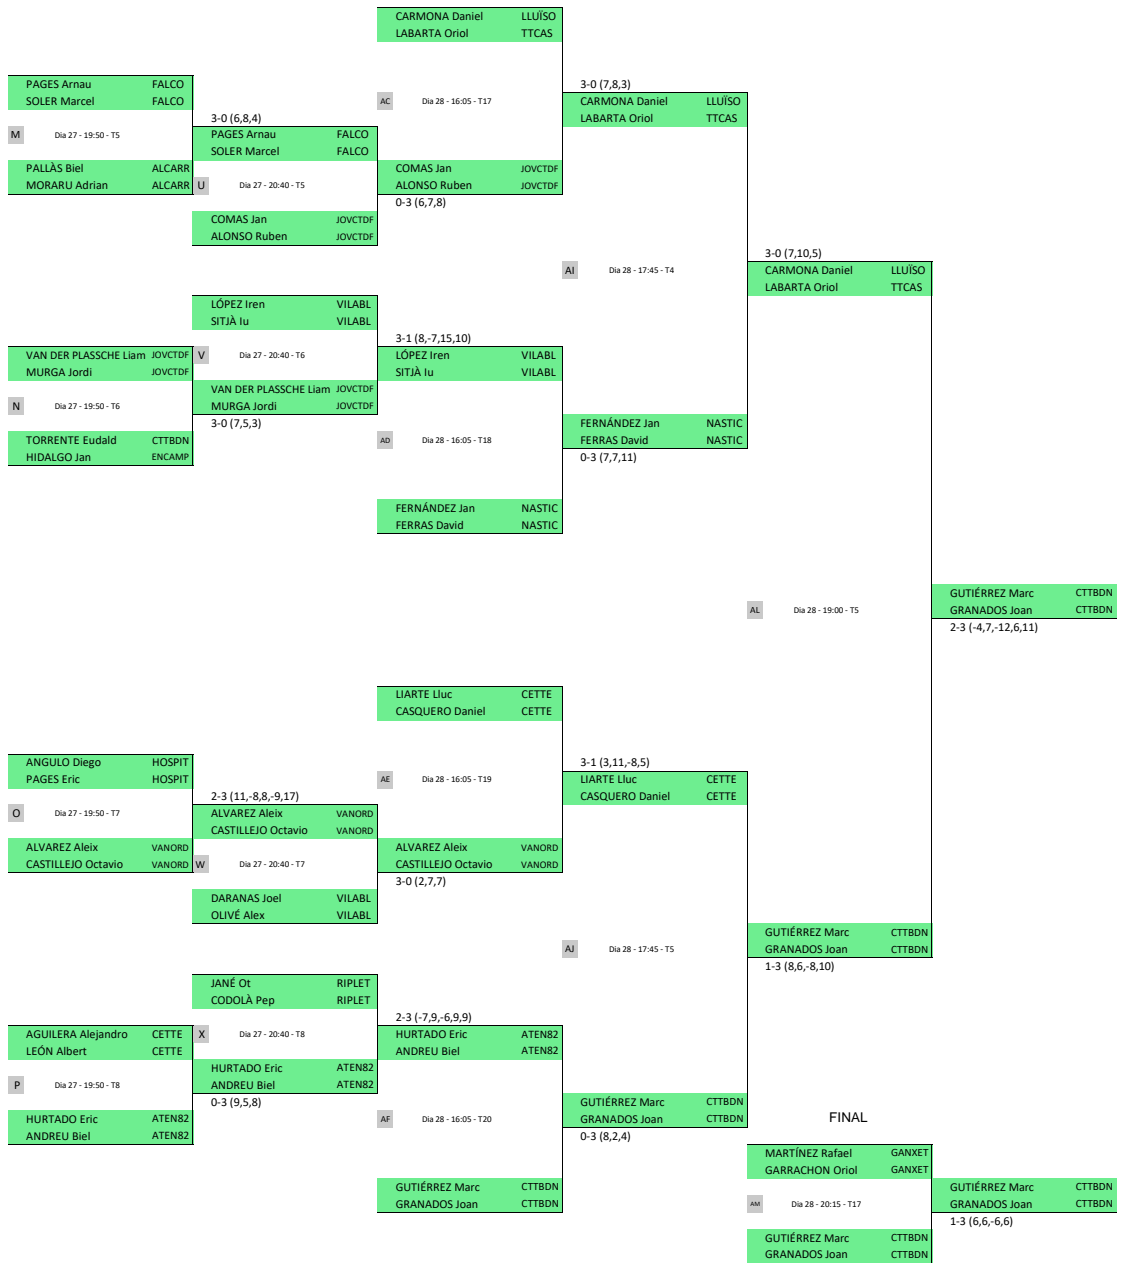 CARMONA Daniel LLUÏSO
LABARTA Oriol TTCAS
PAGES Arnau FALCO
SOLER Marcel FALCO
AC Dia 28 - 16:05 - T17
3-0 (7,8,3)
CARMONA Daniel LLUÏSO
LABARTA Oriol TTCAS
3-0 (6,8,4)
M Dia 27 - 19:50 - T5
PAGES Arnau FALCO
SOLER Marcel FALCO
PALLÀS Biel ALCARR
MORARU Adrian ALCARR
U Dia 27 - 20:40 - T5
COMAS Jan JOVCTDF
ALONSO Ruben JOVCTDF
0-3 (6,7,8)
COMAS Jan JOVCTDF
ALONSO Ruben JOVCTDF
3-0 (7,10,5)
AI Dia 28 - 17:45 - T4
CARMONA Daniel LLUÏSO
LABARTA Oriol TTCAS
LÓPEZ Iren VILABL
SITJÀ Iu VILABL
3-1 (8,-7,15,10)
VAN DER PLASSCHE Liam JOVCTDF
MURGA Jordi JOVCTDF
V Dia 27 - 20:40 - T6
LÓPEZ Iren VILABL
SITJÀ Iu VILABL
VAN DER PLASSCHE Liam JOVCTDF
MURGA Jordi JOVCTDF
3-0 (7,5,3)
N Dia 27 - 19:50 - T6
TORRENTE Eudald CTTBDN
HIDALGO Jan ENCAMP
AD Dia 28 - 16:05 - T18
FERNÁNDEZ Jan NASTIC
FERRAS David NASTIC
0-3 (7,7,11)
FERNÁNDEZ Jan NASTIC
FERRAS David NASTIC
AL Dia 28 - 19:00 - T5
GUTIÉRREZ Marc CTTBDN
GRANADOS Joan CTTBDN
2-3 (-4,7,-12,6,11)
LIARTE Lluc CETTE
CASQUERO Daniel CETTE
ANGULO Diego HOSPIT
PAGES Eric HOSPIT
AE Dia 28 - 16:05 - T19
3-1 (3,11,-8,5)
LIARTE Lluc CETTE
CASQUERO Daniel CETTE
2-3 (11,-8,8,-9,17)
O Dia 27 - 19:50 - T7
ALVAREZ Aleix VANORD
CASTILLEJO Octavio VANORD
ALVAREZ Aleix VANORD
CASTILLEJO Octavio VANORD
W Dia 27 - 20:40 - T7
ALVAREZ Aleix VANORD
CASTILLEJO Octavio VANORD
3-0 (2,7,7)
DARANAS Joel VILABL
OLIVÉ Alex VILABL
AJ Dia 28 - 17:45 - T5
GUTIÉRREZ Marc CTTBDN
GRANADOS Joan CTTBDN
1-3 (8,6,-8,10)
JANÉ Ot RIPLET
CODOLÀ Pep RIPLET
2-3 (-7,9,-6,9,9)
AGUILERA Alejandro CETTE
LEÓN Albert CETTE
X Dia 27 - 20:40 - T8
HURTADO Eric ATEN82
ANDREU Biel ATEN82
HURTADO Eric ATEN82
ANDREU Biel ATEN82
0-3 (9,5,8)
P Dia 27 - 19:50 - T8
HURTADO Eric ATEN82
ANDREU Biel ATEN82
AF Dia 28 - 16:05 - T20
GUTIÉRREZ Marc CTTBDN
GRANADOS Joan CTTBDN
0-3 (8,2,4)
GUTIÉRREZ Marc CTTBDN
GRANADOS Joan CTTBDN
FINAL
MARTÍNEZ Rafael GANXET
GARRACHON Oriol GANXET
AM Dia 28 - 20:15 - T17
GUTIÉRREZ Marc CTTBDN
GRANADOS Joan CTTBDN
1-3 (6,6,-6,6)
GUTIÉRREZ Marc CTTBDN
GRANADOS Joan CTTBDN